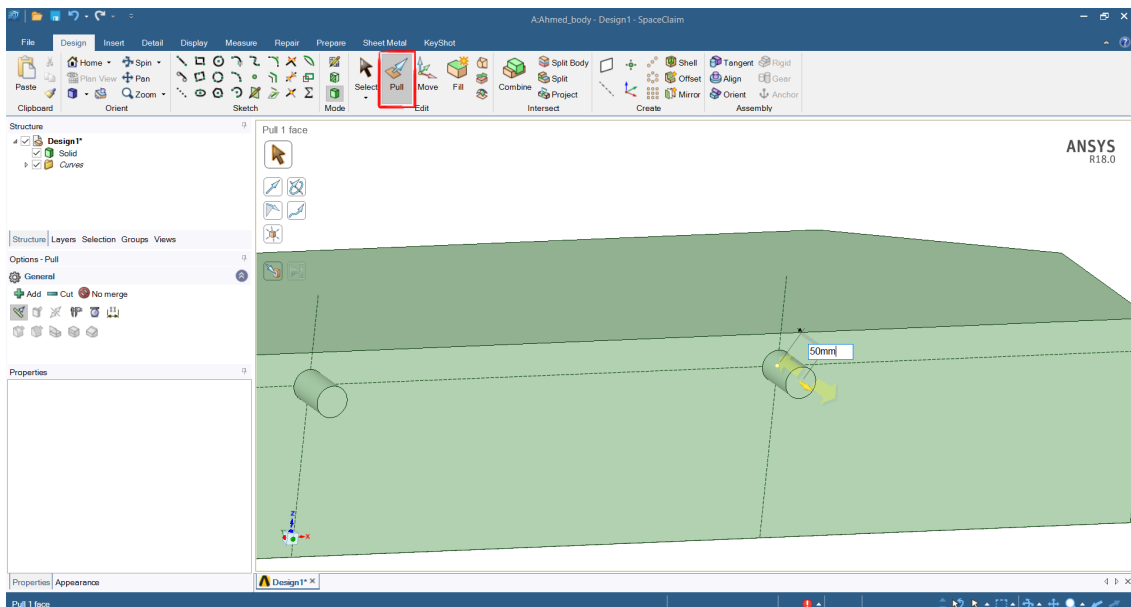 A:Ahmed_body - Design1 - SpaceClaim
File Design Insert Detail Display Measure Repair Prepare Sheet Metal KeyShot
Home Spin Split Body Shell Tangent Rigid
Paste Plan View Pan Select Pull Move Fill Combine Split Offset Align Gear
Zoom Project Mirror Orient Anchor
Clipboard Orient Sketch Mode Edit Intersect Create Assembly
Structure
Design1*
Solid
Curves
Structure Layers Selection Groups Views
Options - Pull
General
Add Cut No merge
Properties
Properties Appearance
Pull 1 face
ANSYS
R18.0
50mm
Z
X
Design1*
Pull 1 face